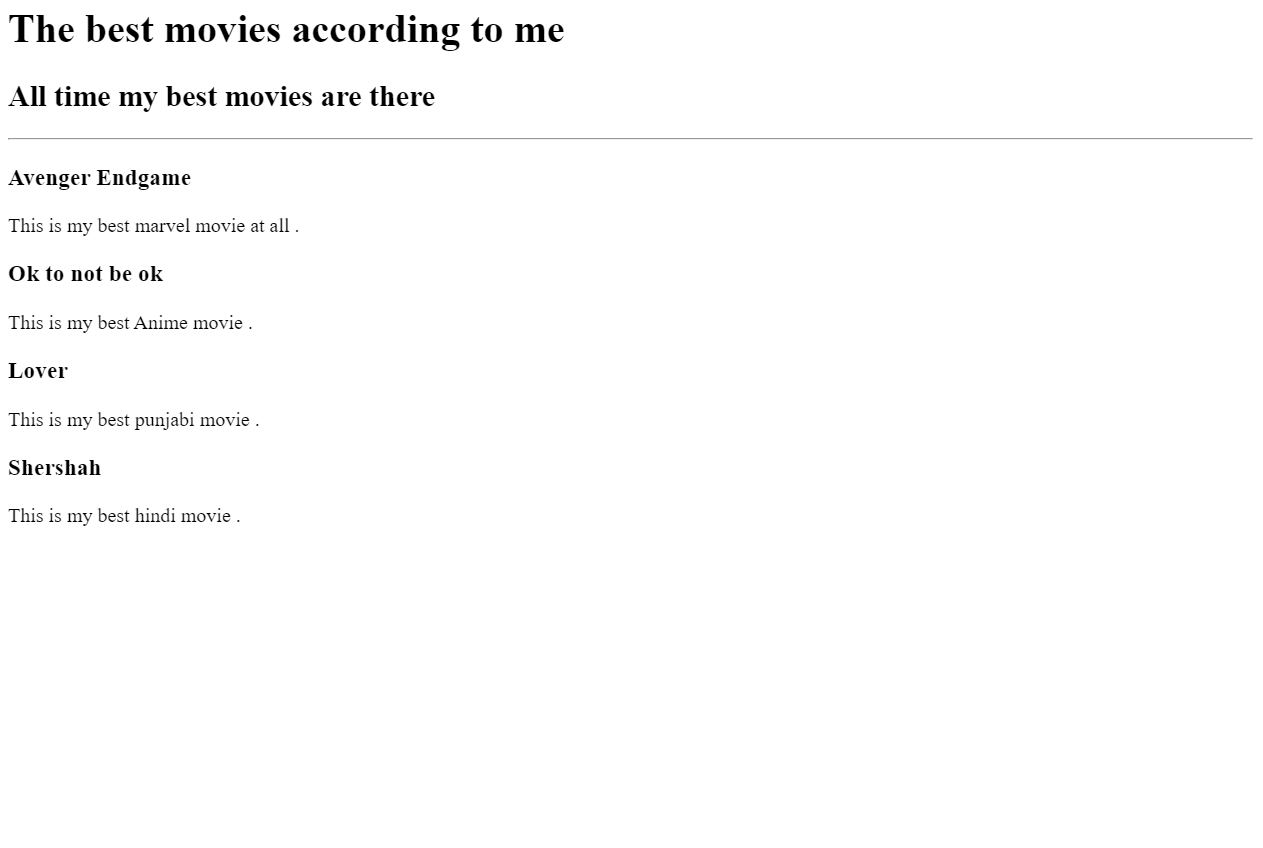 The best movies according to me
All time my best movies are there
Avenger Endgame
This is my best marvel movie at all .
Ok to not be ok
This is my best Anime movie .
Lover
This is my best punjabi movie .
Shershah
This is my best hindi movie .